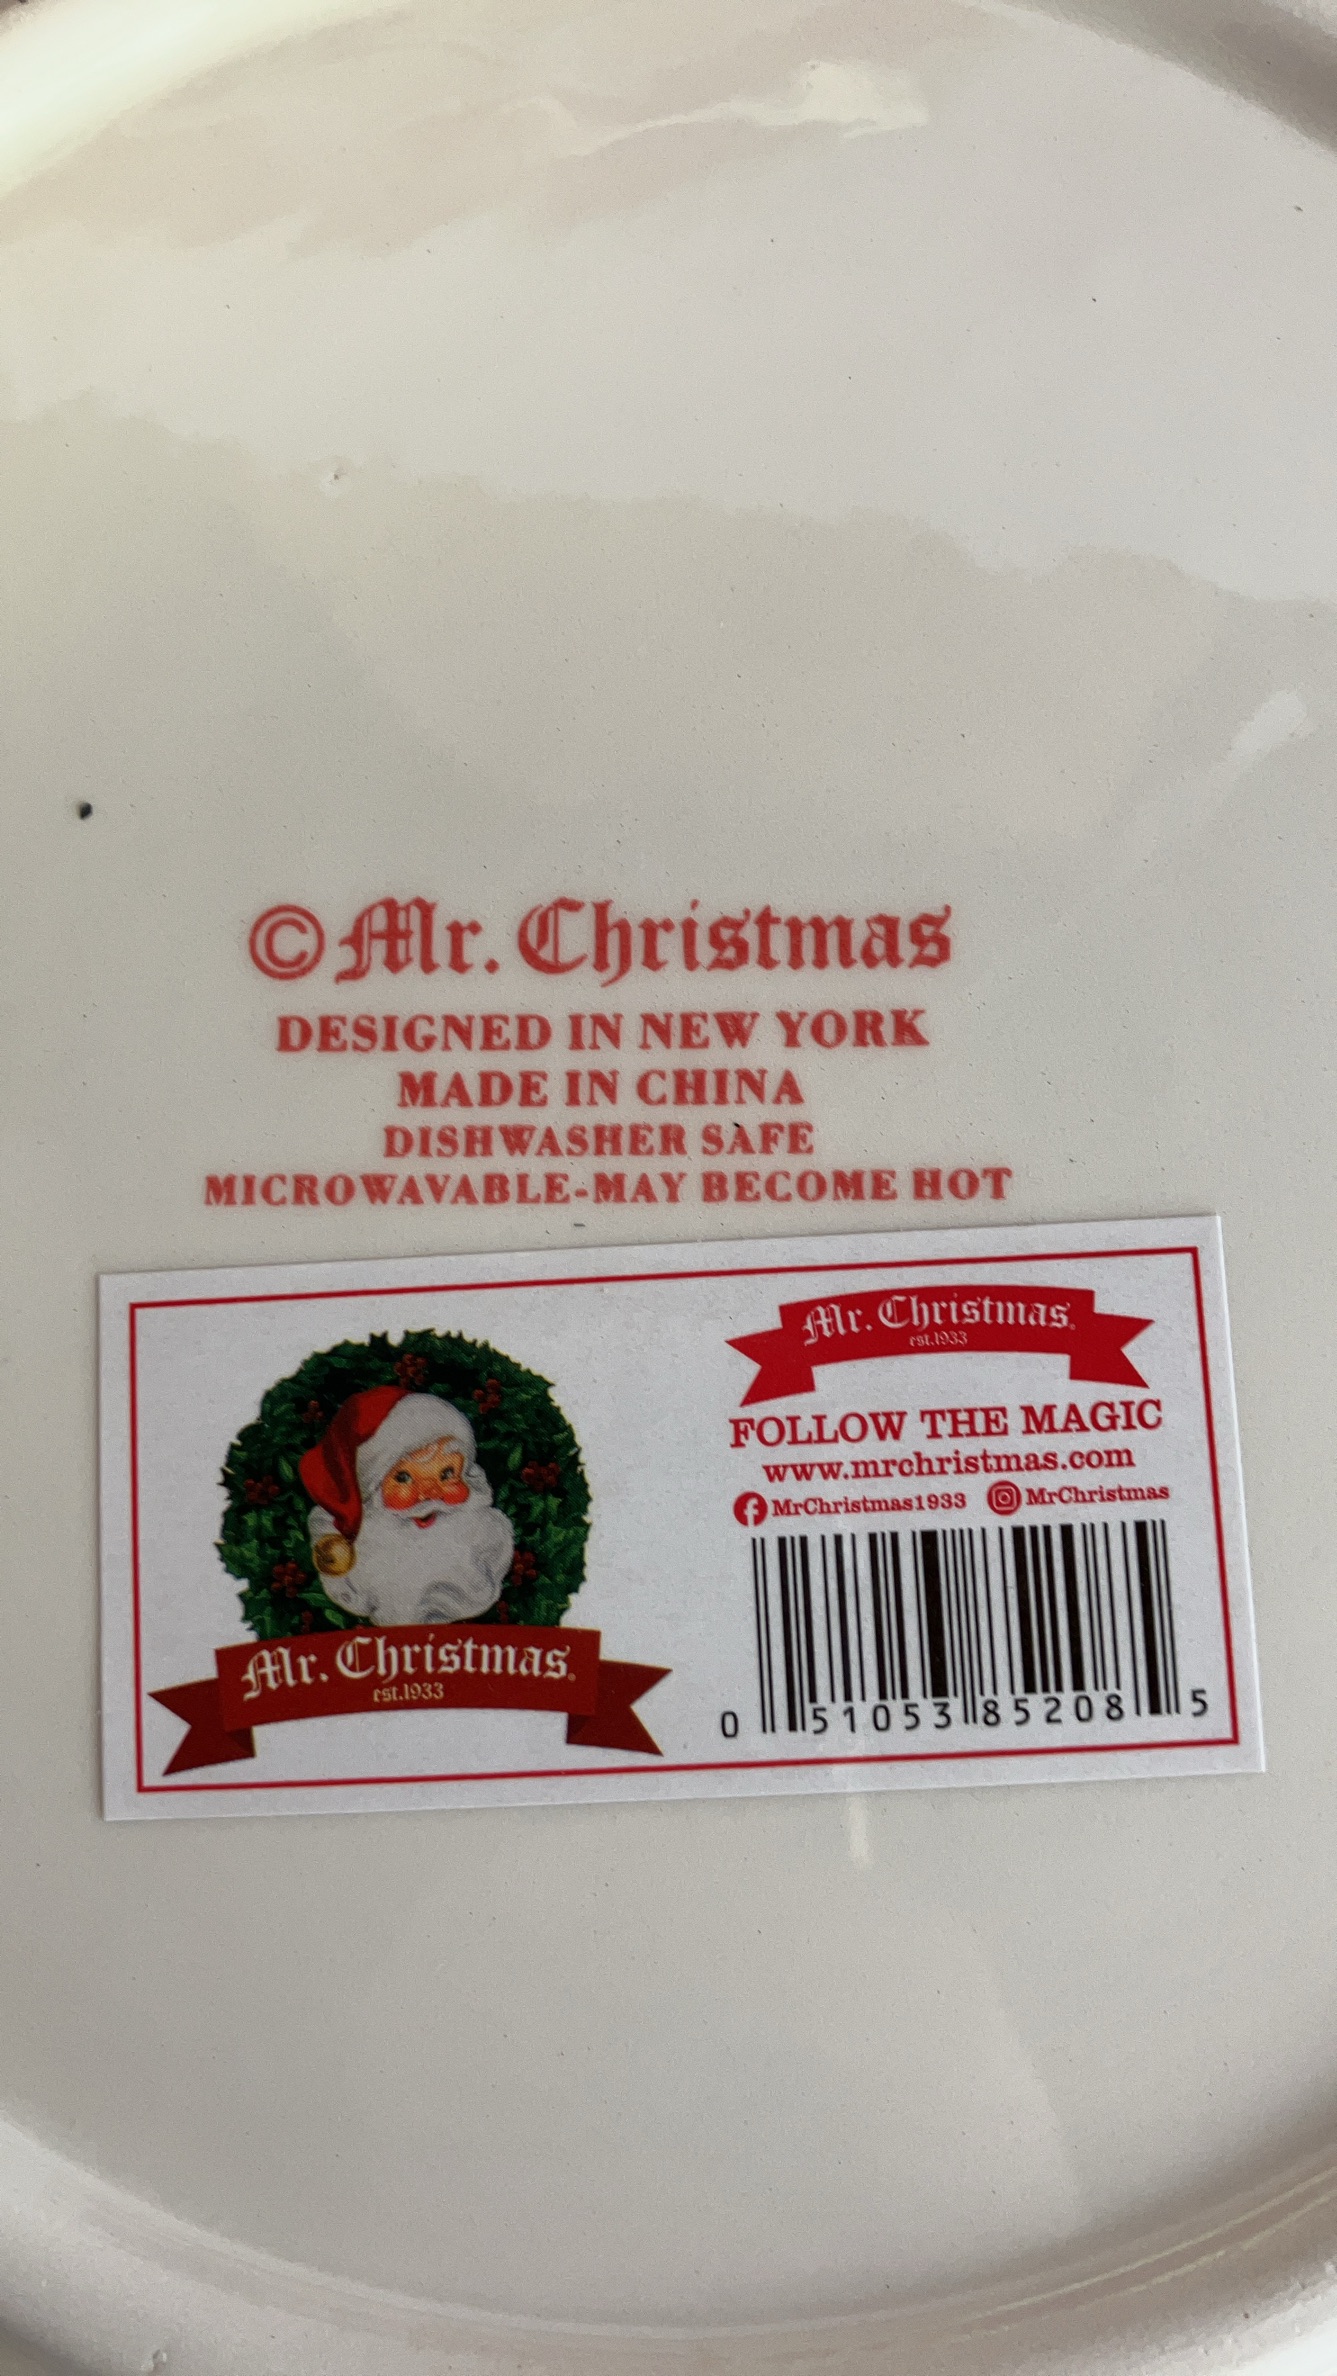 ©Mr. Christmas
DESIGNED IN NEW YORK
MADE IN CHINA
DISHWASHER SAFE
MICROWAVABLE-MAY BECOME HOT
Mr. Christmas.
est.1933
Mr. Christmas.
est.1933
FOLLOW THE MAGIC
www.mrchristmas.com
MrChristmas1933 MrChristmas
0 51053 85208 5